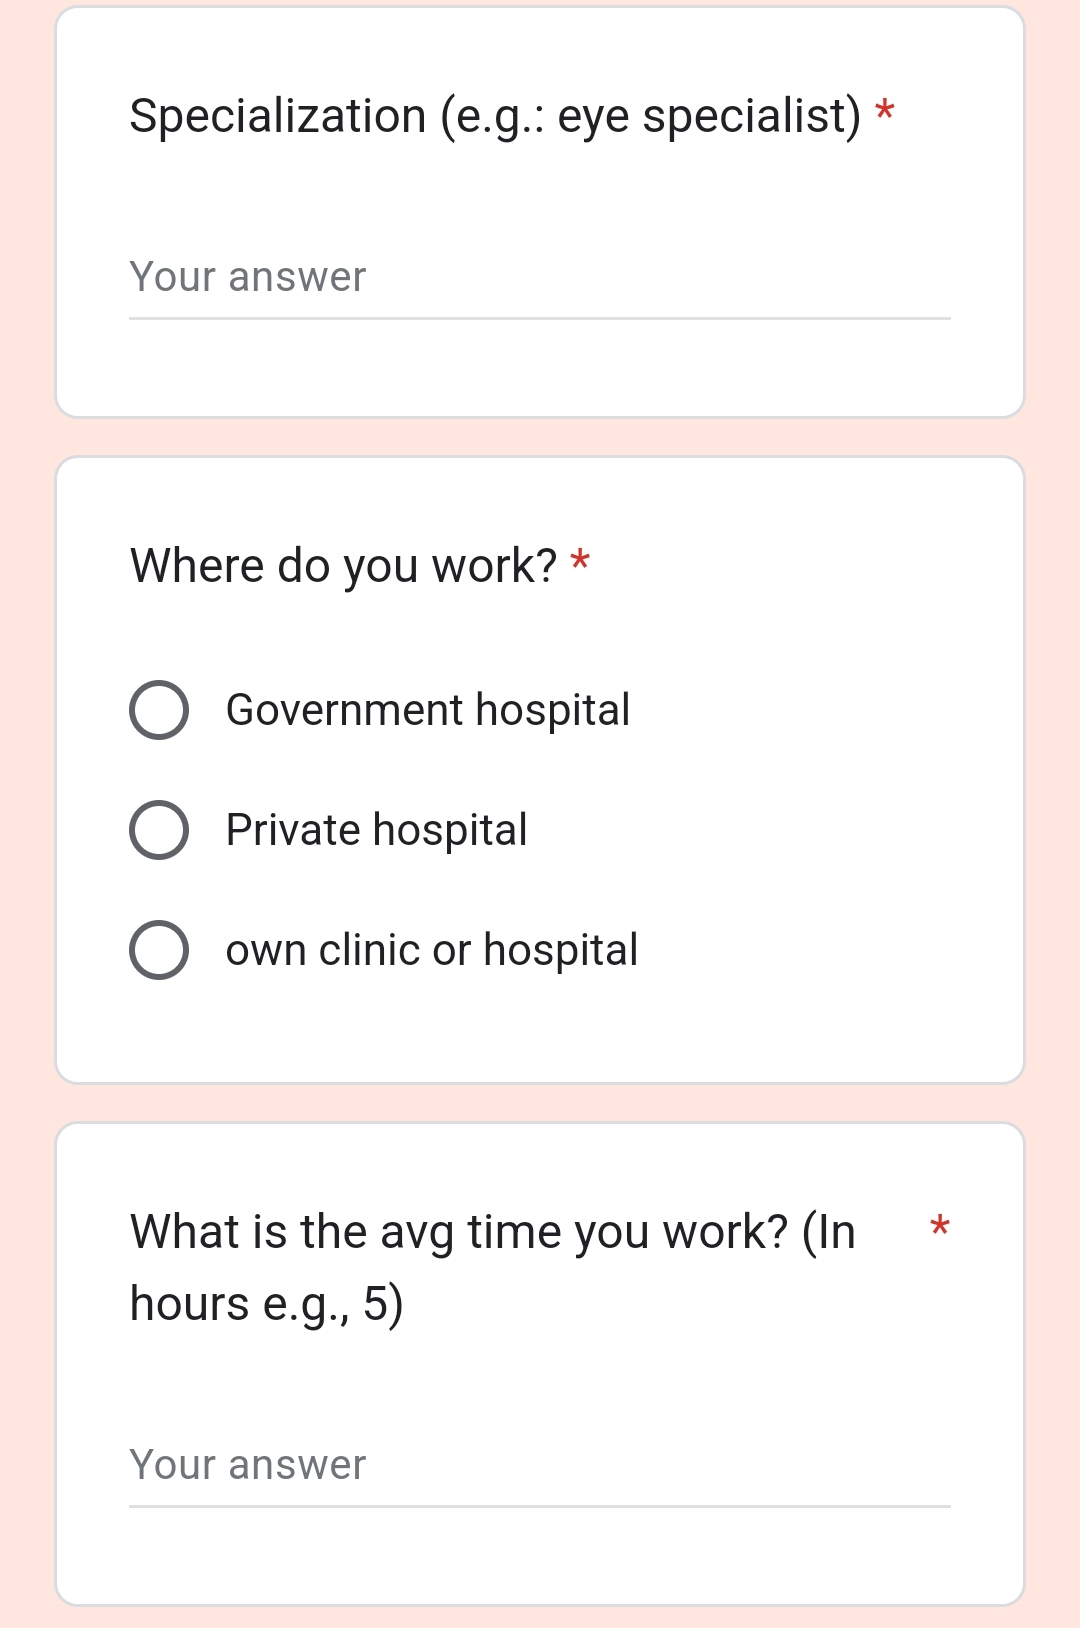 Specialization (e.g.: eye specialist) *
Your answer
Where do you work? *
Government hospital
Private hospital
own clinic or hospital
What is the avg time you work? (In *
hours e.g., 5)
Your answer